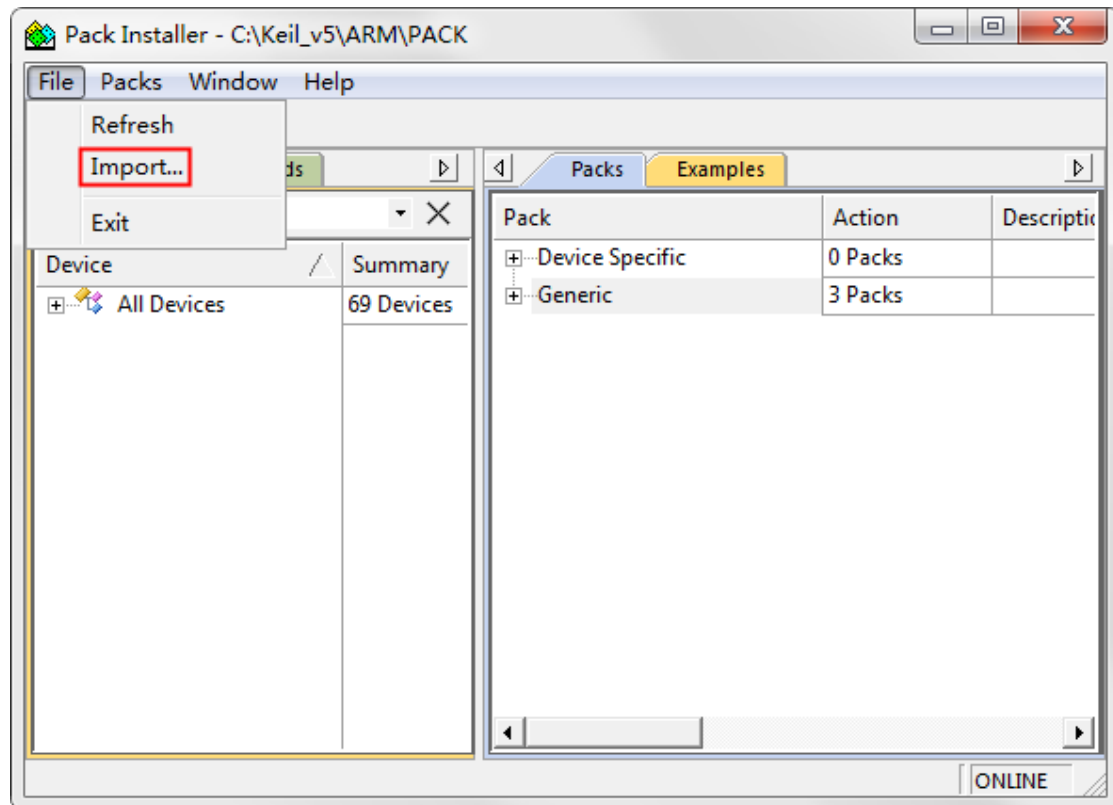 Pack Installer - C:\Keil_v5\ARM\PACK
File Packs Window Help
Refresh
Import...
Exit
ds
Packs Examples
Pack Action Descriptio
Device Specific 0 Packs
Generic 3 Packs
Device Summary
All Devices 69 Devices
ONLINE